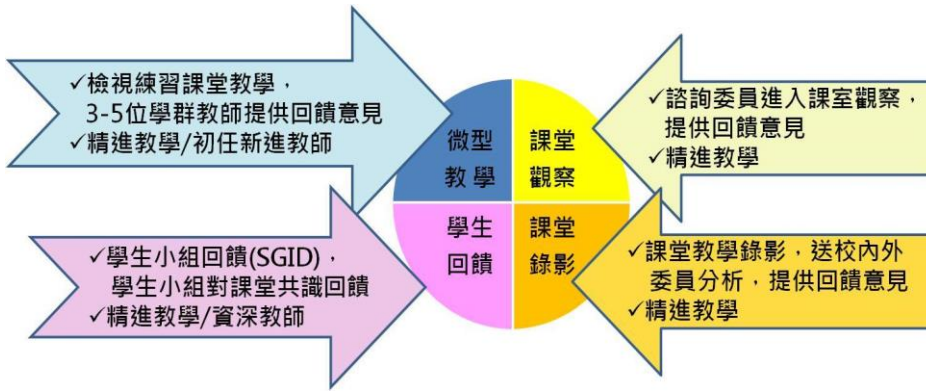 ✓檢視練習課堂教學，
3-5位學群教師提供回饋意見
✓精進教學/初任新進教師
微型
教學
課堂
觀察
✓諮詢委員進入課室觀察，
提供回饋意見
✓精進教學
✓學生小組回饋(SGID)，
學生小組對課堂共識回饋
✓精進教學/資深教師
學生
回饋
課堂
錄影
✓課堂教學錄影，送校內外
委員分析，提供回饋意見
✓精進教學